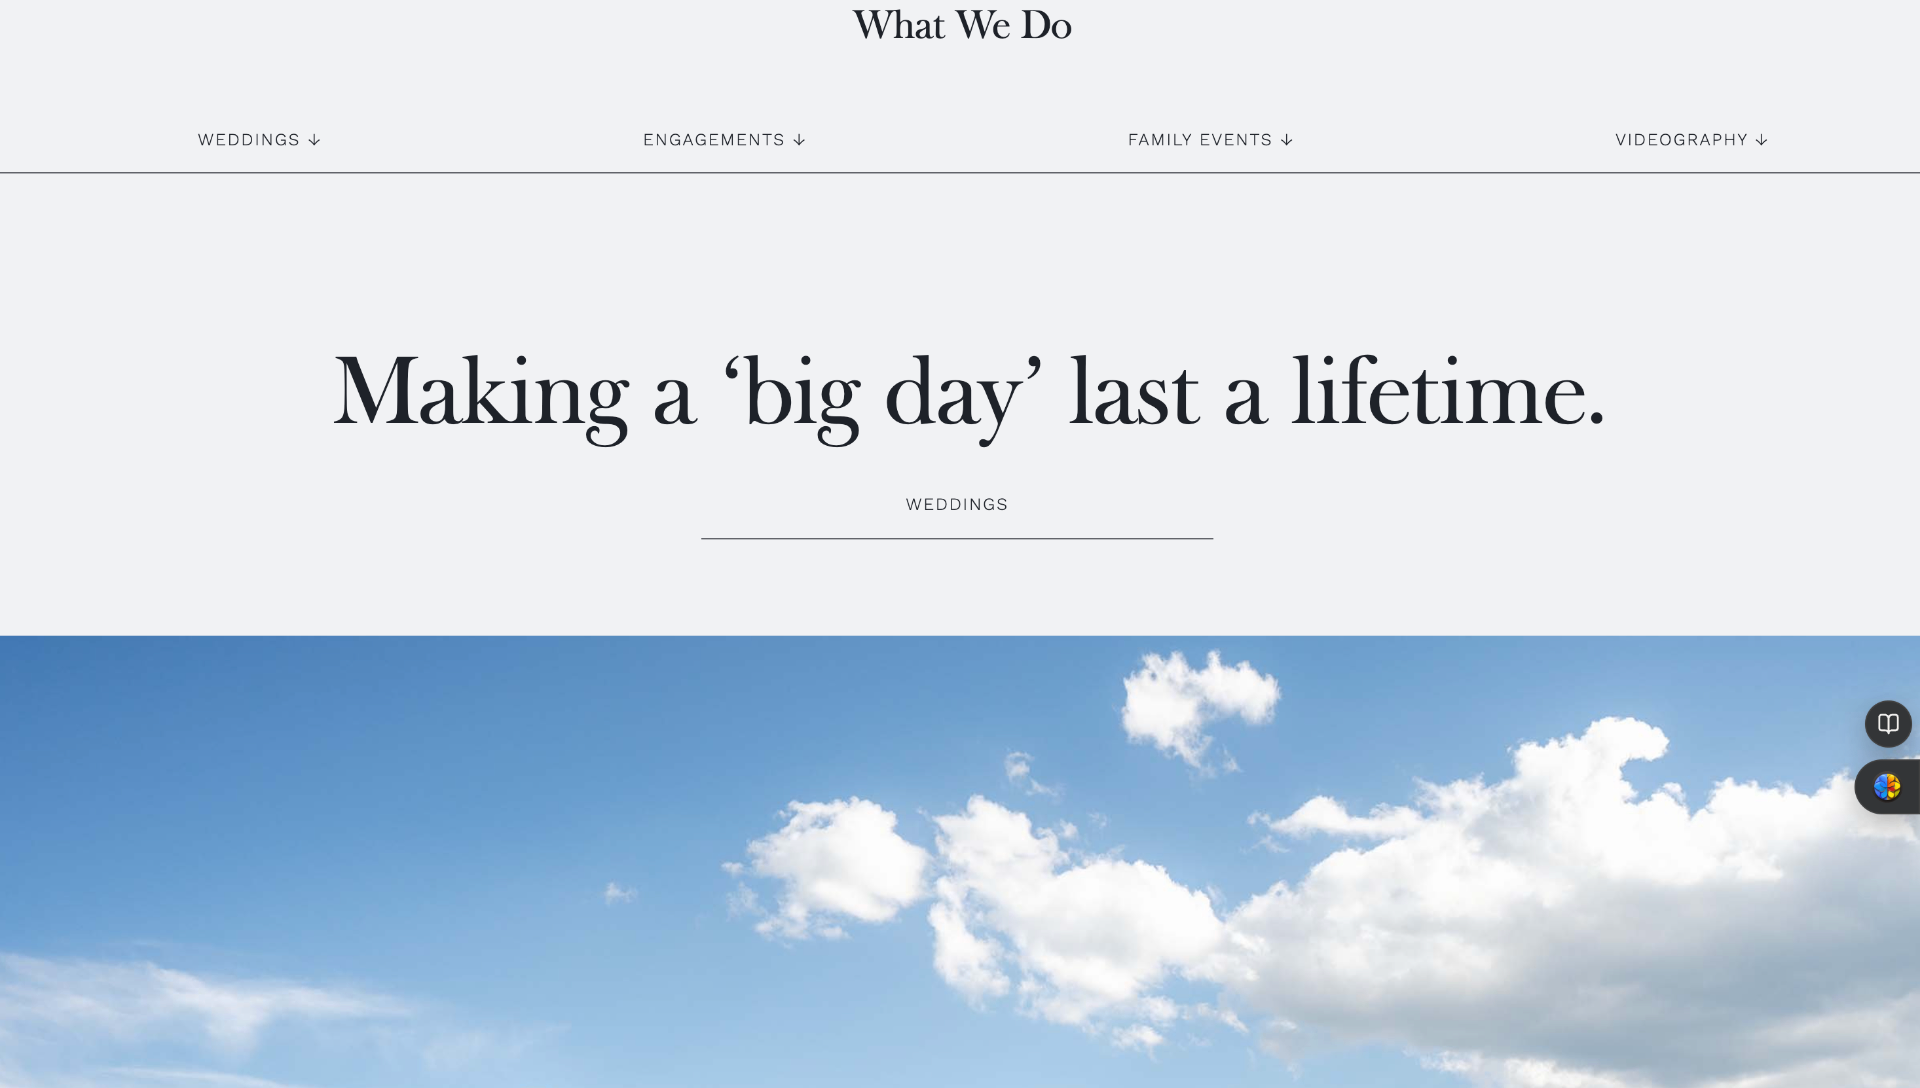 What We Do
WEDDINGS ↓
ENGAGEMENTS ↓
FAMILY EVENTS ↓
VIDEOGRAPHY ↓
Making a ‘big day’ last a lifetime.
WEDDINGS